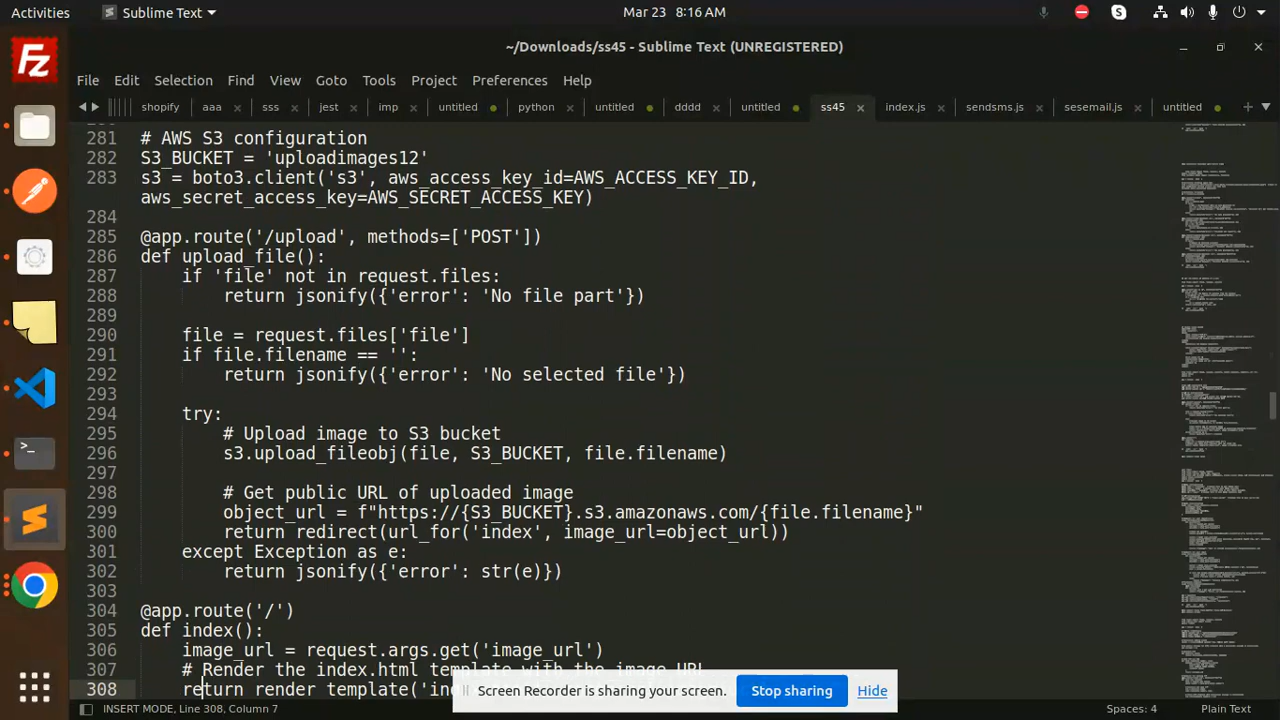 Activities Sublime Text Mar 23 8:16 AM
~/Downloads/ss45 - Sublime Text (UNREGISTERED)
File Edit Selection Find View Goto Tools Project Preferences Help
shopify aaa sss jest imp untitled python untitled dddd untitled ss45 index.js sendsms.js sesemail.js untitled
281 # AWS S3 configuration
282 S3_BUCKET = 'uploadimages12'
283 s3 = boto3.client('s3', aws_access_key_id=AWS_ACCESS_KEY_ID,
aws_secret_access_key=AWS_SECRET_ACCESS_KEY)
284
285 @app.route('/upload', methods=['POST'])
286 def upload_file():
287 if 'file' not in request.files:
288 return jsonify({'error': 'No file part'})
289
290 file = request.files['file']
291 if file.filename == '':
292 return jsonify({'error': 'No selected file'})
293
294 try:
295 # Upload image to S3 bucket
296 s3.upload_fileobj(file, S3_BUCKET, file.filename)
297
298 # Get public URL of uploaded image
299 object_url = f"https://{S3_BUCKET}.s3.amazonaws.com/{file.filename}"
300 return redirect(url_for('index', image_url=object_url))
301 except Exception as e:
302 return jsonify({'error': str(e)})
303
304 @app.route('/')
305 def index():
306 image_url = request.args.get('image_url')
307 # Render the index.html template with the image URL
308 return render_template('ind
Screen Recorder is sharing your screen. Stop sharing Hide
INSERT MODE, Line 308, Column 7 Spaces: 4 Plain Text